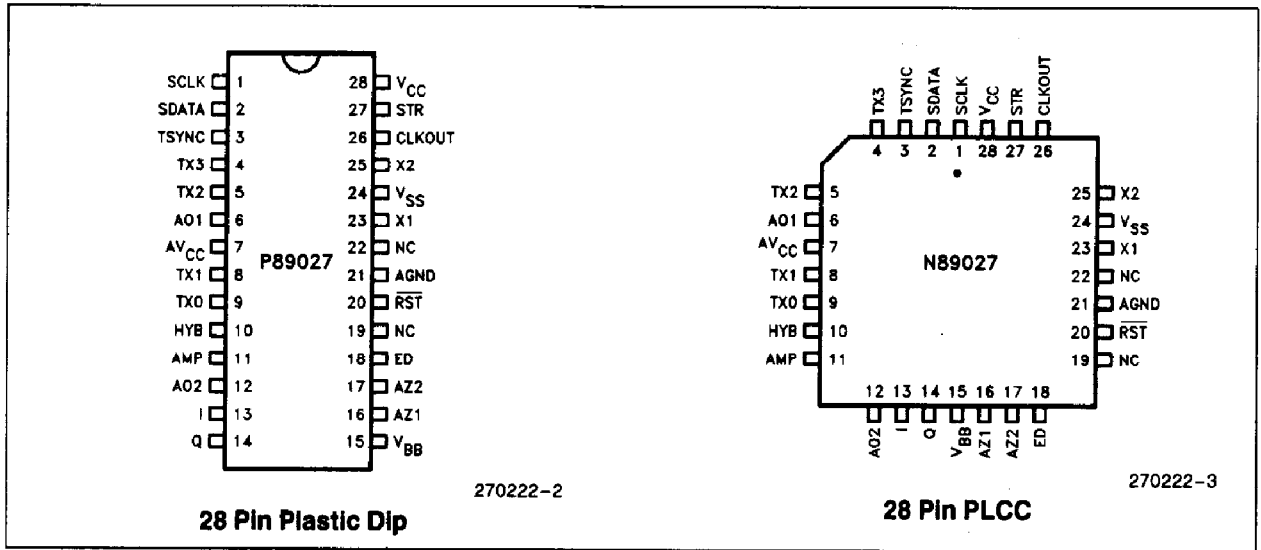 SCLK 1 28 VCC
SDATA 2 27 STR
TSYNC 3 26 CLKOUT
TX3 4 25 X2
TX2 5 24 VSS
AO1 6 23 X1
AVCC 7 22 NC
P89027
TX1 8 21 AGND
TX0 9 20 RST
HYB 10 19 NC
AMP 11 18 ED
AO2 12 17 AZ2
I 13 16 AZ1
Q 14 15 VBB
270222-2
28 Pin Plastic Dip
TX3 TSYNC SDATA SCLK VCC STR CLKOUT
4 3 2 1 28 27 26
TX2 5 25 X2
AO1 6 24 VSS
AVCC 7 23 X1
N89027
TX1 8 22 NC
TX0 9 21 AGND
HYB 10 20 RST
AMP 11 19 NC
12 13 14 15 16 17 18
AO2 I Q VBB AZ1 AZ2 ED
270222-3
28 Pin PLCC